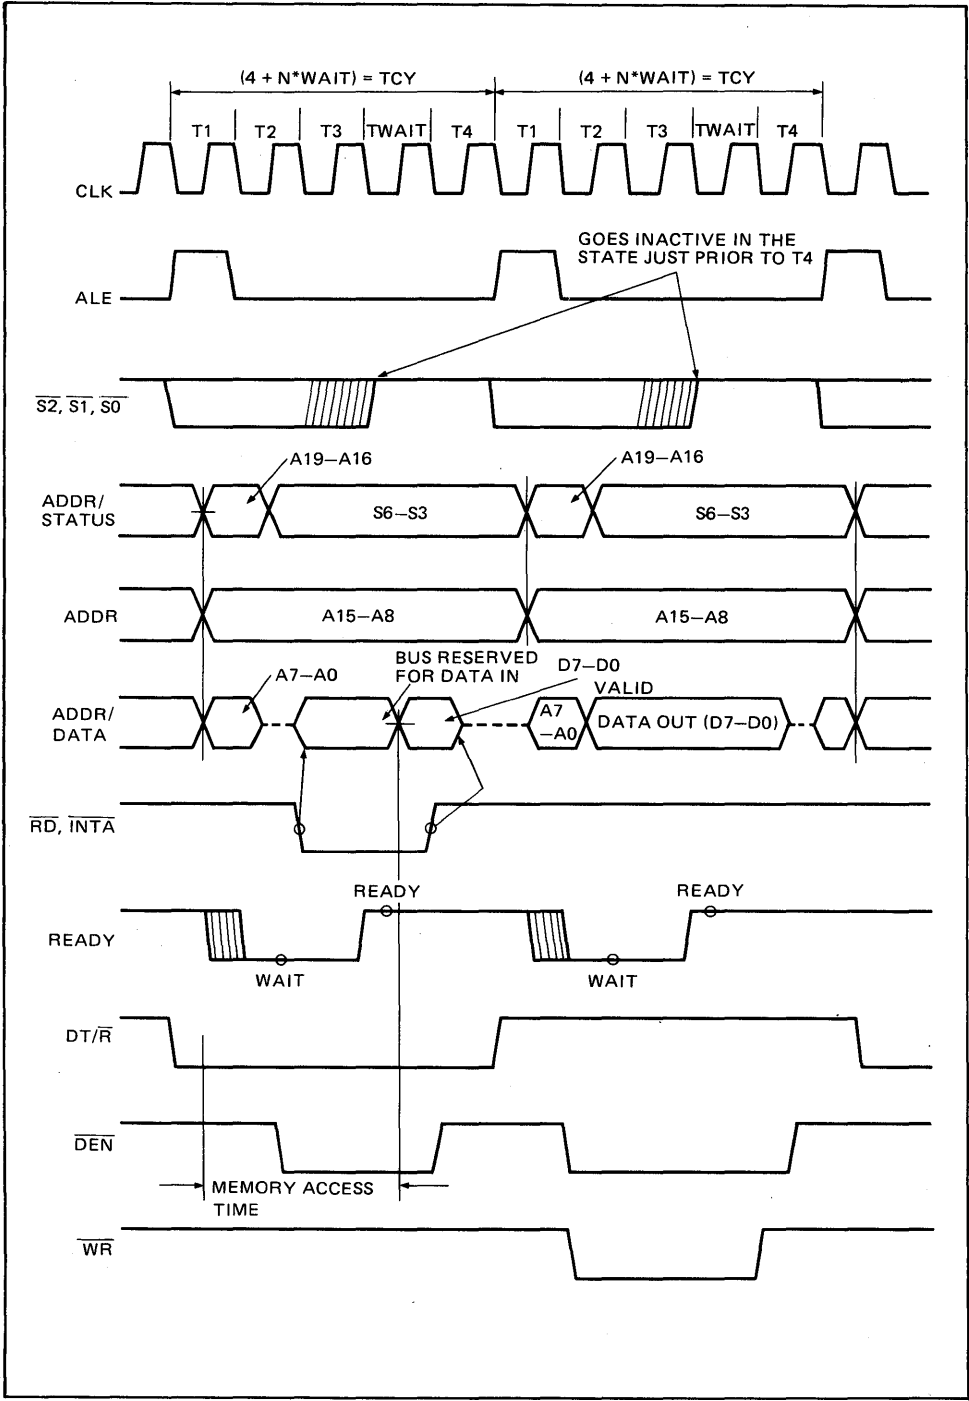 (4 + N*WAIT) = TCY (4 + N*WAIT) = TCY
T1 T2 T3 TWAIT T4 T1 T2 T3 TWAIT T4
CLK
GOES INACTIVE IN THE
STATE JUST PRIOR TO T4
ALE
S2, S1, S0
A19–A16 A19–A16
ADDR/
STATUS
S6–S3 S6–S3
ADDR A15–A8 A15–A8
BUS RESERVED
FOR DATA IN
D7–D0
VALID
A7–A0
ADDR/
DATA
A7
–A0
DATA OUT (D7–D0)
RD, INTA
READY READY
READY
WAIT WAIT
DT/R
DEN
MEMORY ACCESS
TIME
WR